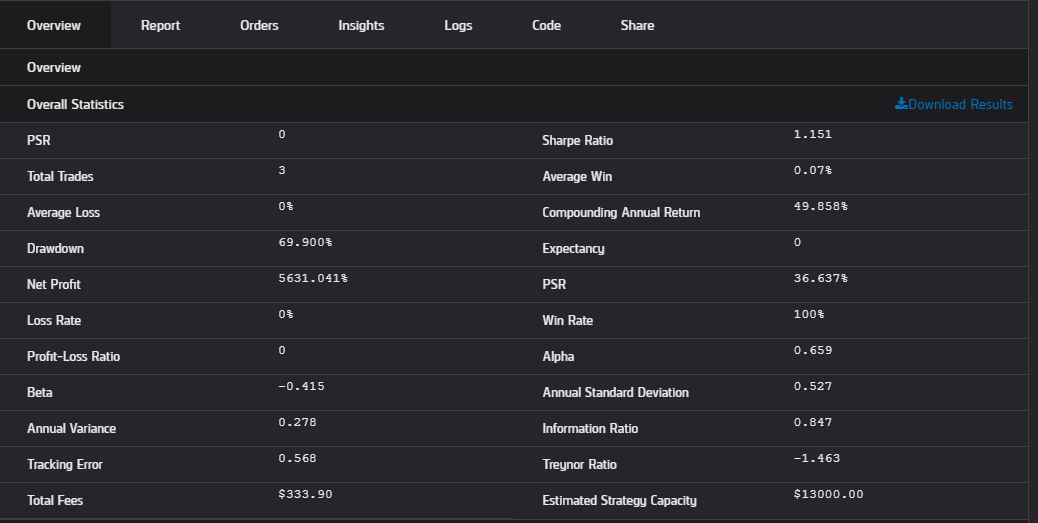 Overview Report Orders Insights Logs Code Share
Overview
Overall Statistics Download Results
PSR 0 Sharpe Ratio 1.151
Total Trades 3 Average Win 0.07%
Average Loss 0% Compounding Annual Return 49.858%
Drawdown 69.900% Expectancy 0
Net Profit 5631.041% PSR 36.637%
Loss Rate 0% Win Rate 100%
Profit-Loss Ratio 0 Alpha 0.659
Beta -0.415 Annual Standard Deviation 0.527
Annual Variance 0.278 Information Ratio 0.847
Tracking Error 0.568 Treynor Ratio -1.463
Total Fees $333.90 Estimated Strategy Capacity $13000.00